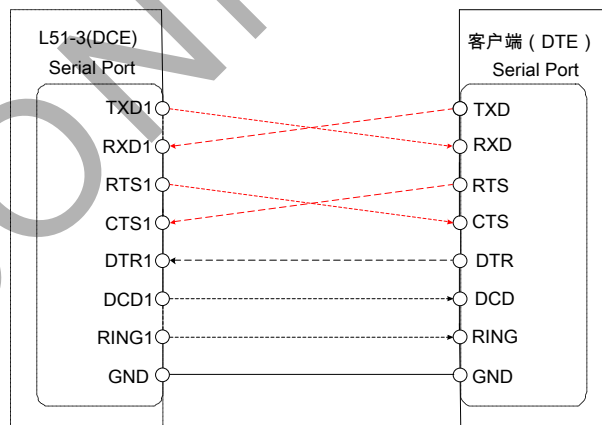 L51-3(DCE)
Serial Port
TXD1
RXD1
RTS1
CTS1
DTR1
DCD1
RING1
GND
客户端（DTE）
Serial Port
TXD
RXD
RTS
CTS
DTR
DCD
RING
GND